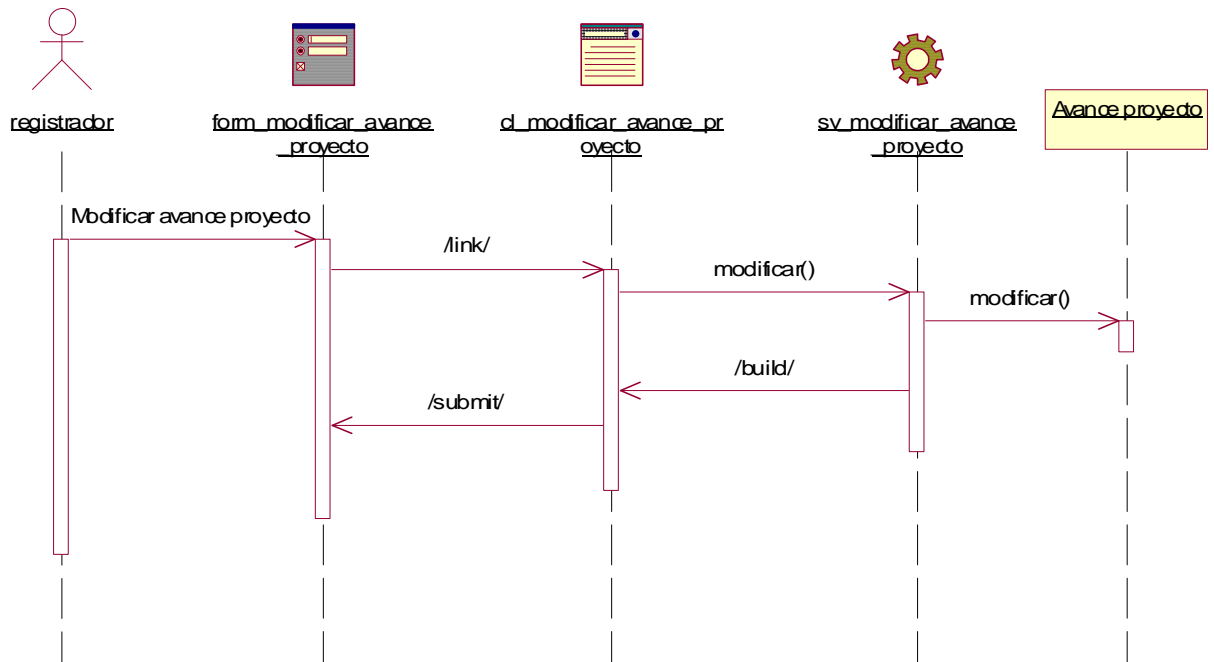 registrador
form_modificar_avance
_proyecto
cl_modificar_avance_pr
oyecto
sv_modificar_avance
_proyecto
Avance proyecto
Modificar avance proyecto
/link/
modificar()
modificar()
/build/
/submit/